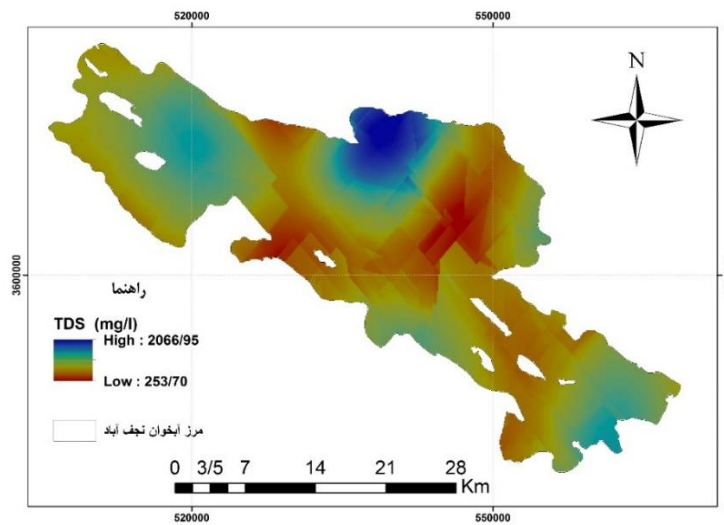 520000 550000
N
3600000
راهنما
TDS (mg/l)
High : 2066/95
Low : 253/70
مرز آبخوان نجف آباد
0 3/5 7 14 21 28
Km
520000 550000